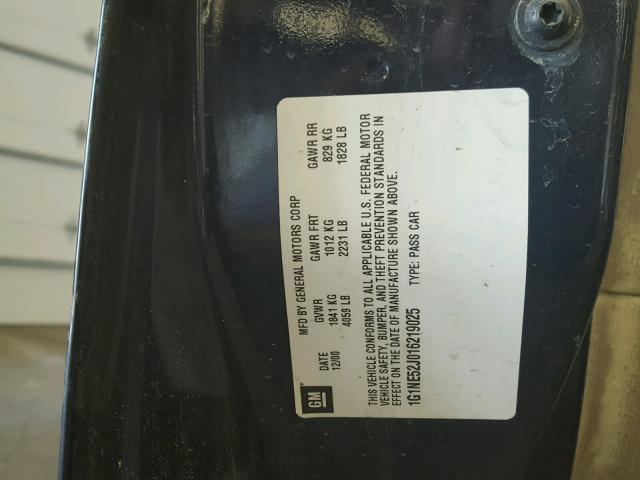 GM
MFD BY GENERAL MOTORS CORP
DATE GVWR GAWR FRT GAWR RR
12/00 1841 KG 1012 KG 829 KG
4059 LB 2231 LB 1828 LB
THIS VEHICLE CONFORMS TO ALL APPLICABLE U.S. FEDERAL MOTOR
VEHICLE SAFETY, BUMPER, AND THEFT PREVENTION STANDARDS IN
EFFECT ON THE DATE OF MANUFACTURE SHOWN ABOVE.
1G1NE52J016219025 TYPE: PASS CAR